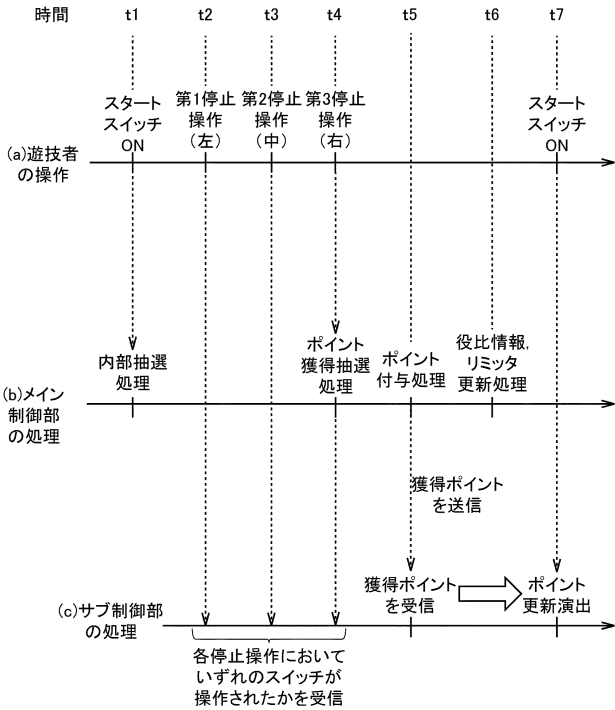 時間 t1 t2 t3 t4 t5 t6 t7
スタート
スイッチ
ON
第1停止
操作
(左)
第2停止
操作
(中)
第3停止
操作
(右)
スタート
スイッチ
ON
(a)遊技者
の操作
内部抽選
処理
ポイント
獲得抽選
処理
ポイント
付与処理
役比情報,
リミッタ
更新処理
(b)メイン
制御部
の処理
獲得ポイント
を送信
獲得ポイント
を受信
ポイント
更新演出
(c)サブ制御部
の処理
各停止操作において
いずれのスイッチが
操作されたかを受信